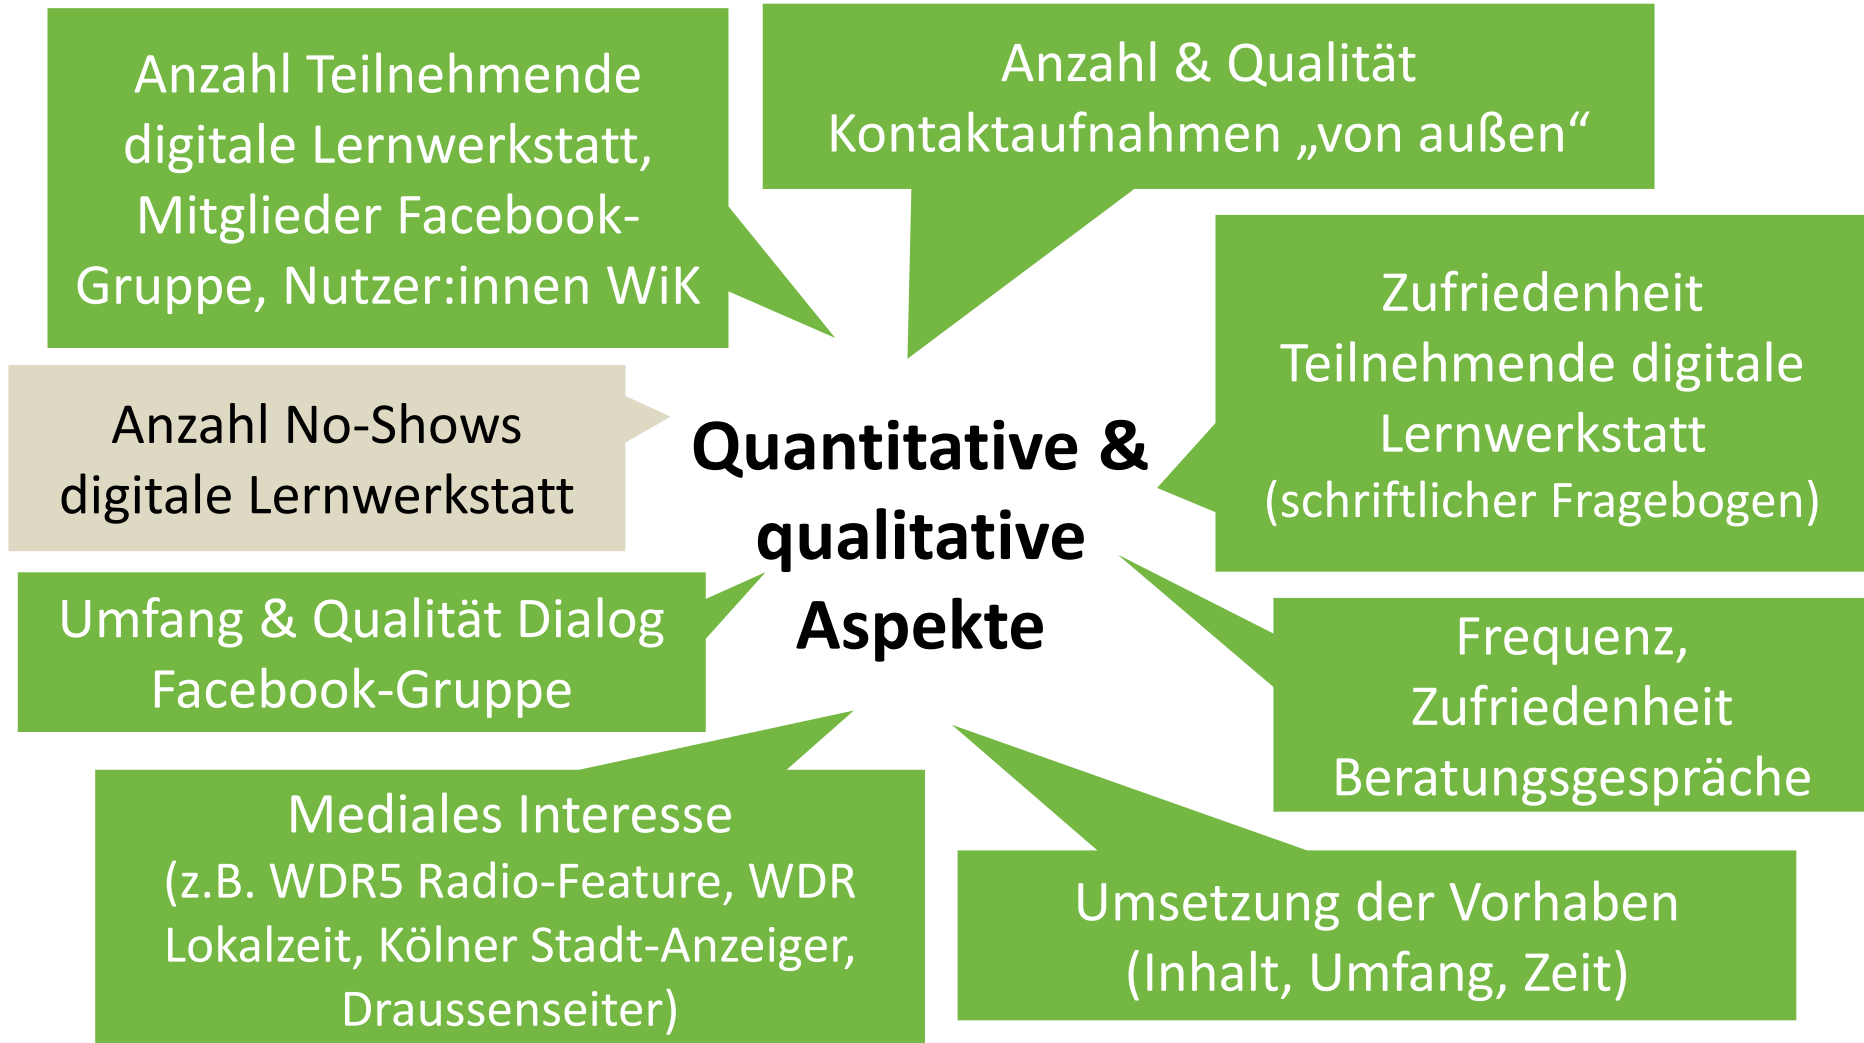 Anzahl Teilnehmende
digitale Lernwerkstatt,
Mitglieder Facebook-
Gruppe, Nutzer:innen WiK
Anzahl & Qualität
Kontaktaufnahmen „von außen“
Zufriedenheit
Teilnehmende digitale
Lernwerkstatt
(schriftlicher Fragebogen)
Anzahl No-Shows
digitale Lernwerkstatt
Quantitative &
qualitative
Aspekte
Umfang & Qualität Dialog
Facebook-Gruppe
Frequenz,
Zufriedenheit
Beratungsgespräche
Mediales Interesse
(z.B. WDR5 Radio-Feature, WDR
Lokalzeit, Kölner Stadt-Anzeiger,
Draussenseiter)
Umsetzung der Vorhaben
(Inhalt, Umfang, Zeit)